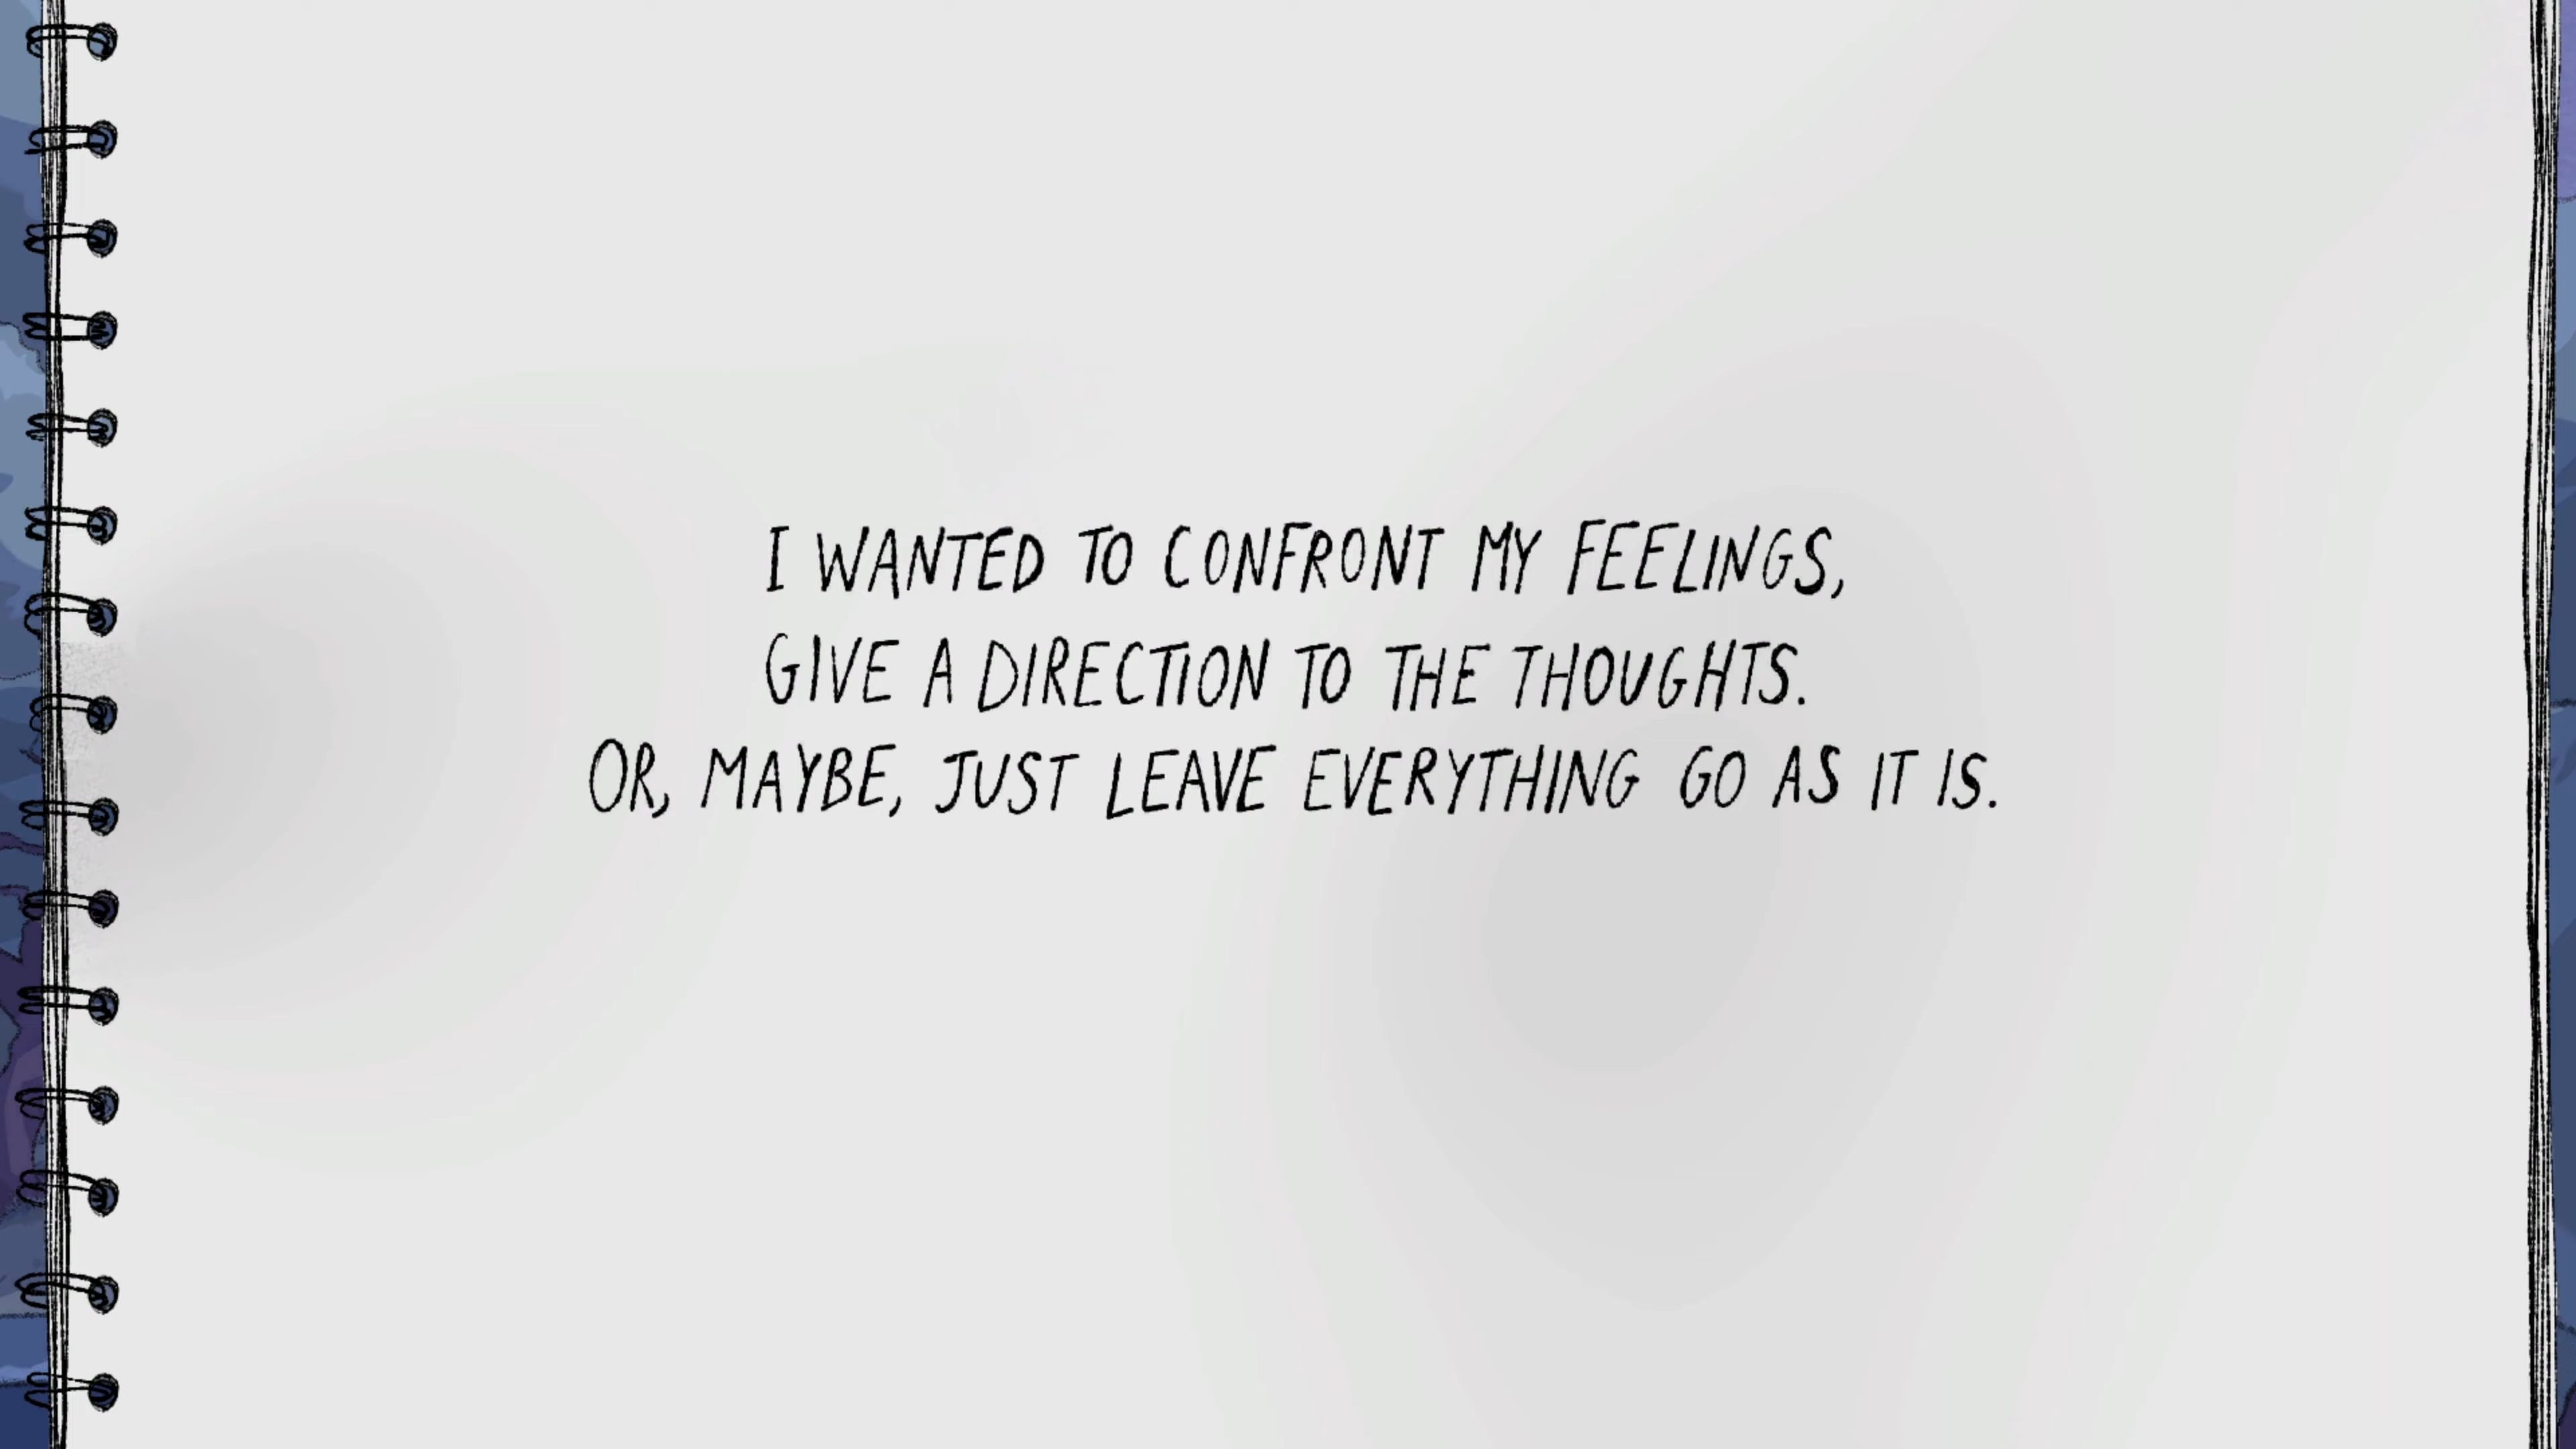 I WANTED TO CONFRONT MY FEELINGS,
GIVE A DIRECTION TO THE THOUGHTS.
OR, MAYBE, JUST LEAVE EVERYTHING GO AS IT IS.